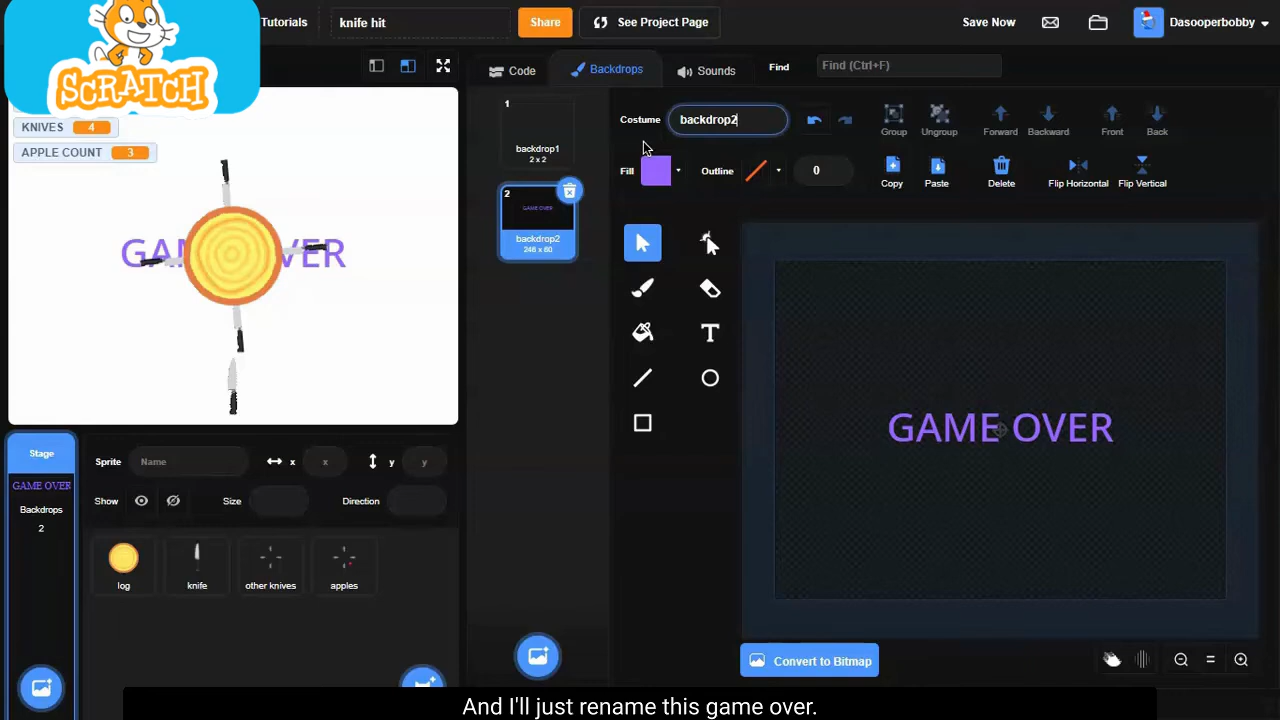 Tutorials
knife hit
Share
See Project Page
Save Now
Dasooperbobby
SCRATCH
Code
Backdrops
Sounds
Find
Find (Ctrl+F)
KNIVES 4
APPLE COUNT 3
GAME OVER
1
backdrop1
2 x 2
2
GAME OVER
backdrop2
246 x 60
Costume
backdrop2
Group
Ungroup
Forward
Backward
Front
Back
Fill
Outline
0
Copy
Paste
Delete
Flip Horizontal
Flip Vertical
GAME OVER
Convert to Bitmap
Stage
GAME OVER
Backdrops
2
Sprite
Name
x
x
y
y
Show
Size
Direction
log
knife
other knives
apples
And I'll just rename this game over.